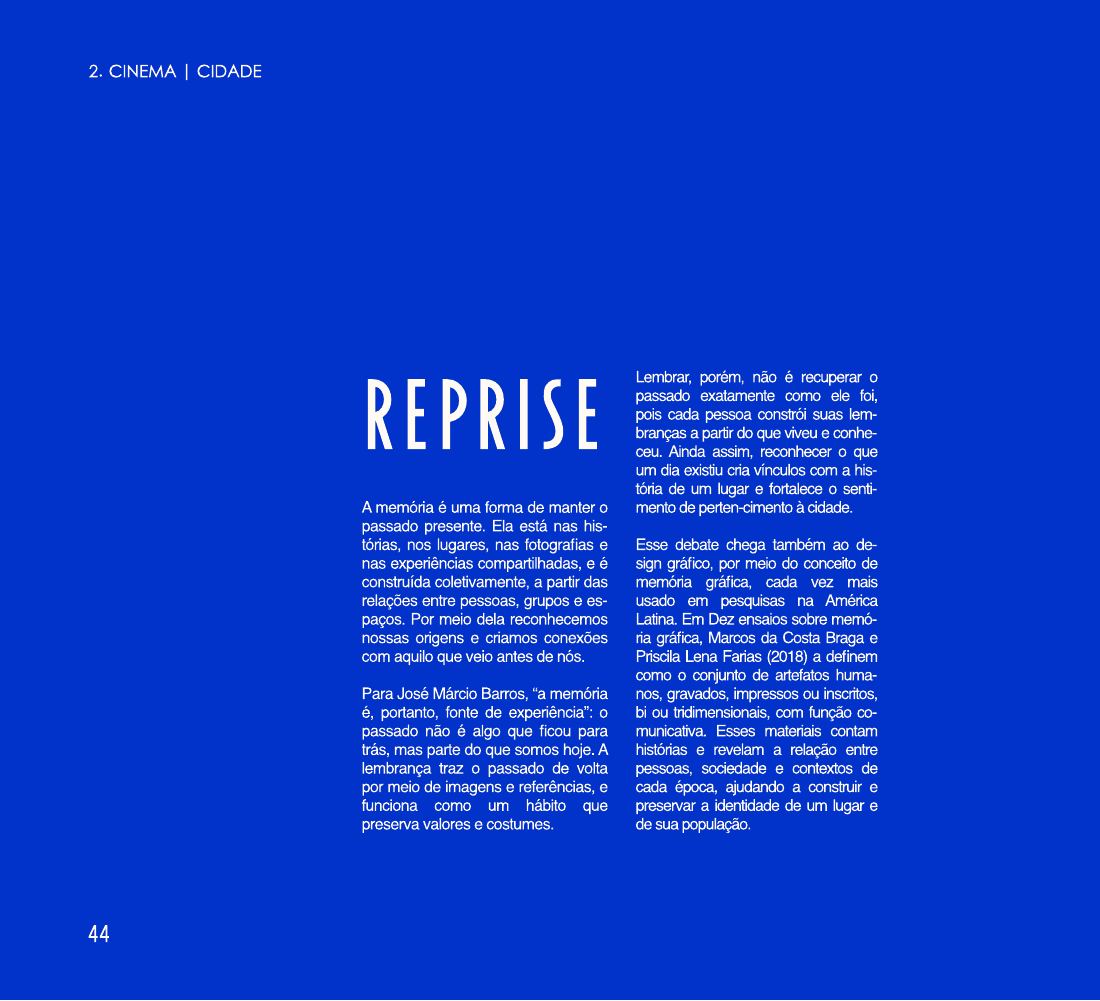 2. CINEMA | CIDADE
REPRISE
A memória é uma forma de manter o
passado presente. Ela está nas his-
tórias, nos lugares, nas fotografias e
nas experiências compartilhadas, e é
construída coletivamente, a partir das
relações entre pessoas, grupos e es-
paços. Por meio dela reconhecemos
nossas origens e criamos conexões
com aquilo que veio antes de nós.
Para José Márcio Barros, “a memória
é, portanto, fonte de experiência”: o
passado não é algo que ficou para
trás, mas parte do que somos hoje. A
lembrança traz o passado de volta
por meio de imagens e referências, e
funciona como um hábito que
preserva valores e costumes.
Lembrar, porém, não é recuperar o
passado exatamente como ele foi,
pois cada pessoa constrói suas lem-
branças a partir do que viveu e conhe-
ceu. Ainda assim, reconhecer o que
um dia existiu cria vínculos com a his-
tória de um lugar e fortalece o senti-
mento de perten-cimento à cidade.
Esse debate chega também ao de-
sign gráfico, por meio do conceito de
memória gráfica, cada vez mais
usado em pesquisas na América
Latina. Em Dez ensaios sobre memó-
ria gráfica, Marcos da Costa Braga e
Priscila Lena Farias (2018) a definem
como o conjunto de artefatos huma-
nos, gravados, impressos ou inscritos,
bi ou tridimensionais, com função co-
municativa. Esses materiais contam
histórias e revelam a relação entre
pessoas, sociedade e contextos de
cada época, ajudando a construir e
preservar a identidade de um lugar e
de sua população.
44